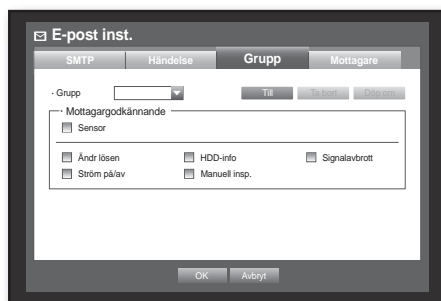 E-post inst.
SMTP Händelse Grupp Mottagare
· Grupp Till Ta bort Döp om
· Mottagargodkännande
Sensor
Ändr lösen HDD-info Signalavbrott
Ström på/av Manuell insp.
OK Avbryt